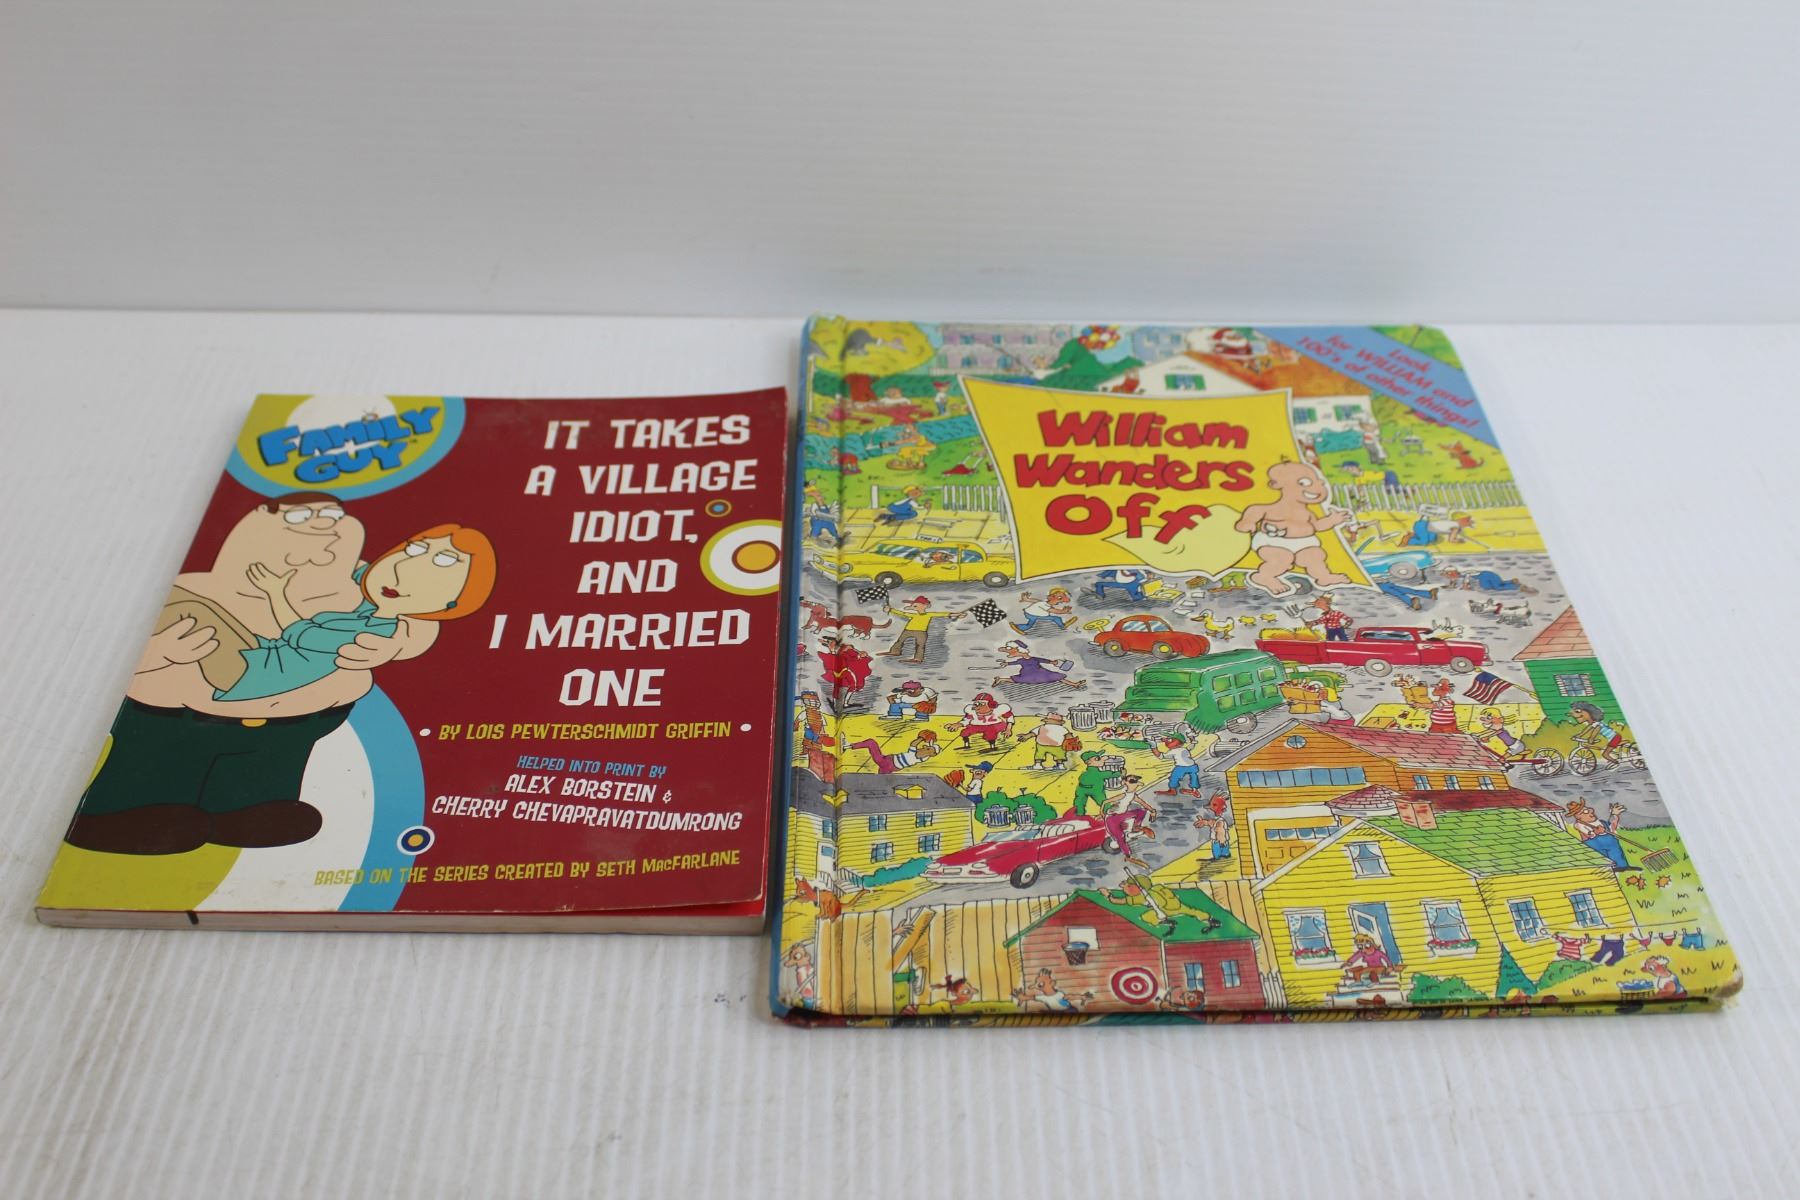 FAMILY
GUY
IT TAKES
A VILLAGE
IDIOT,
AND
I MARRIED
ONE
• BY LOIS PEWTERSCHMIDT GRIFFIN •
HELPED INTO PRINT BY
ALEX BORSTEIN &
CHERRY CHEVAPRAVATDUMRONG
BASED ON THE SERIES CREATED BY SETH MACFARLANE
Look
for WILLIAM and
100's of other things!
William
Wanders
Off